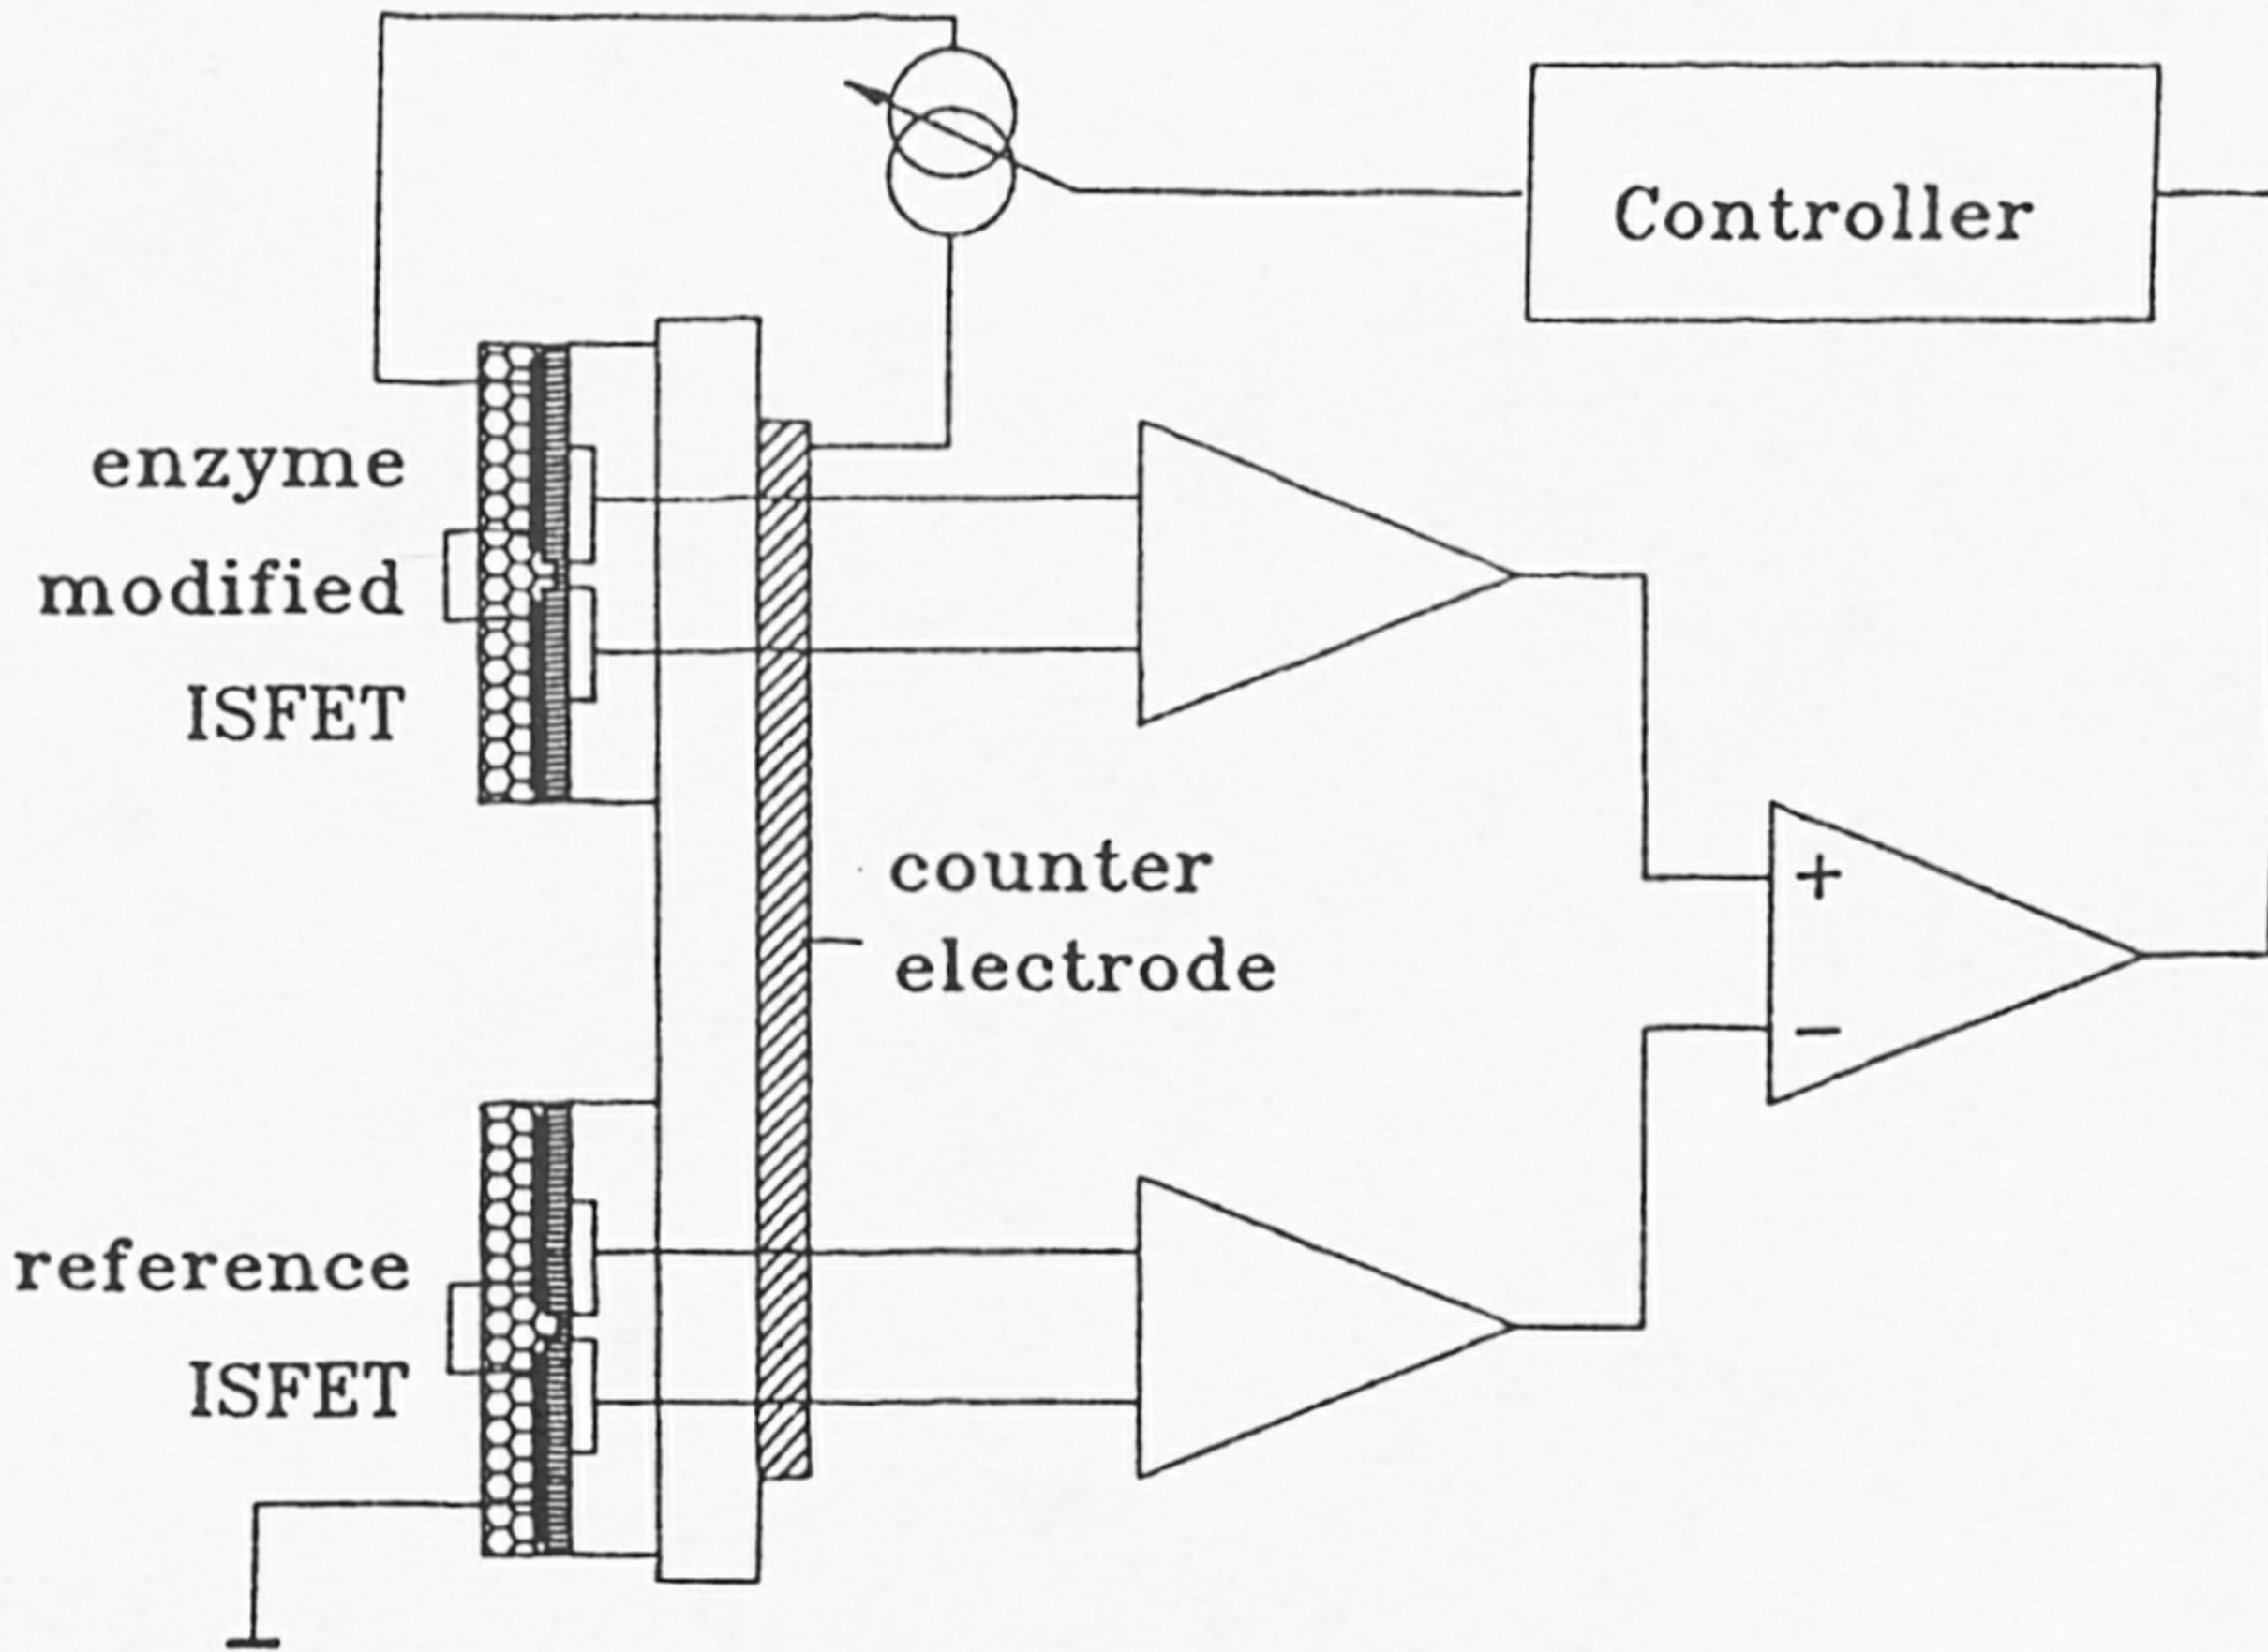 Controller
enzyme
modified
ISFET
counter
electrode
+
−
reference
ISFET